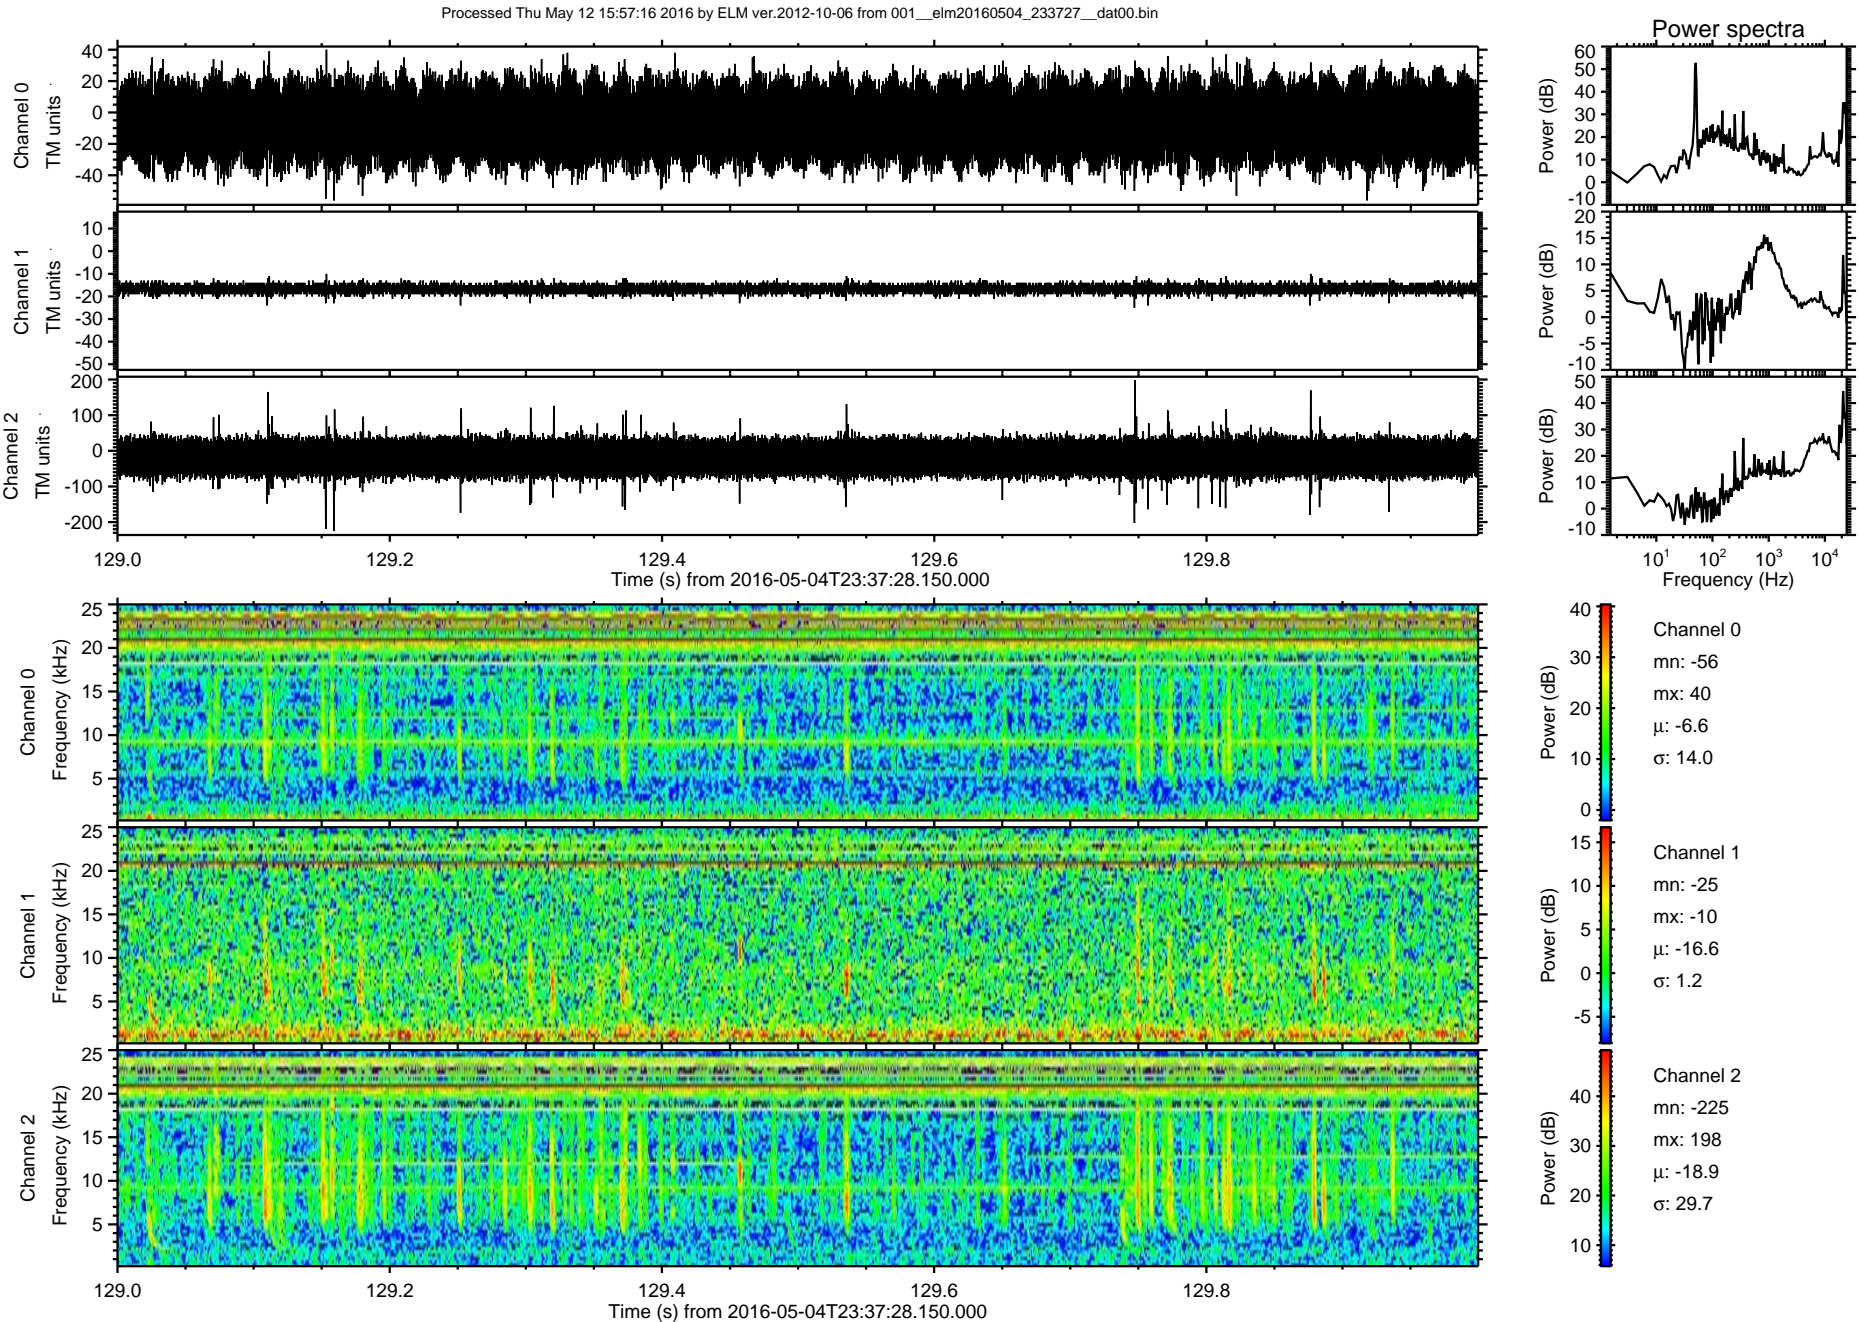 Processed Thu May 12 15:57:16 2016 by ELM ver.2012-10-06 from 001__elm20160504_233727__dat00.bin
Power spectra
Channel 0
TM units
40
20
0
-20
-40
Power (dB)
60
50
40
30
20
10
0
-10
Channel 1
TM units
10
0
-10
-20
-30
-40
-50
Power (dB)
20
15
10
5
0
-5
-10
Channel 2
TM units
200
100
0
-100
-200
Power (dB)
50
40
30
20
10
0
-10
129.0 129.2 129.4 129.6 129.8
Time (s) from 2016-05-04T23:37:28.150.000
10^1 10^2 10^3 10^4
Frequency (Hz)
Channel 0
Frequency (kHz)
25
20
15
10
5
Power (dB)
40
30
20
10
0
Channel 0
mn: -56
mx: 40
μ: -6.6
σ: 14.0
Channel 1
Frequency (kHz)
25
20
15
10
5
Power (dB)
15
10
5
0
-5
Channel 1
mn: -25
mx: -10
μ: -16.6
σ: 1.2
Channel 2
Frequency (kHz)
25
20
15
10
5
Power (dB)
40
30
20
10
Channel 2
mn: -225
mx: 198
μ: -18.9
σ: 29.7
129.0 129.2 129.4 129.6 129.8
Time (s) from 2016-05-04T23:37:28.150.000